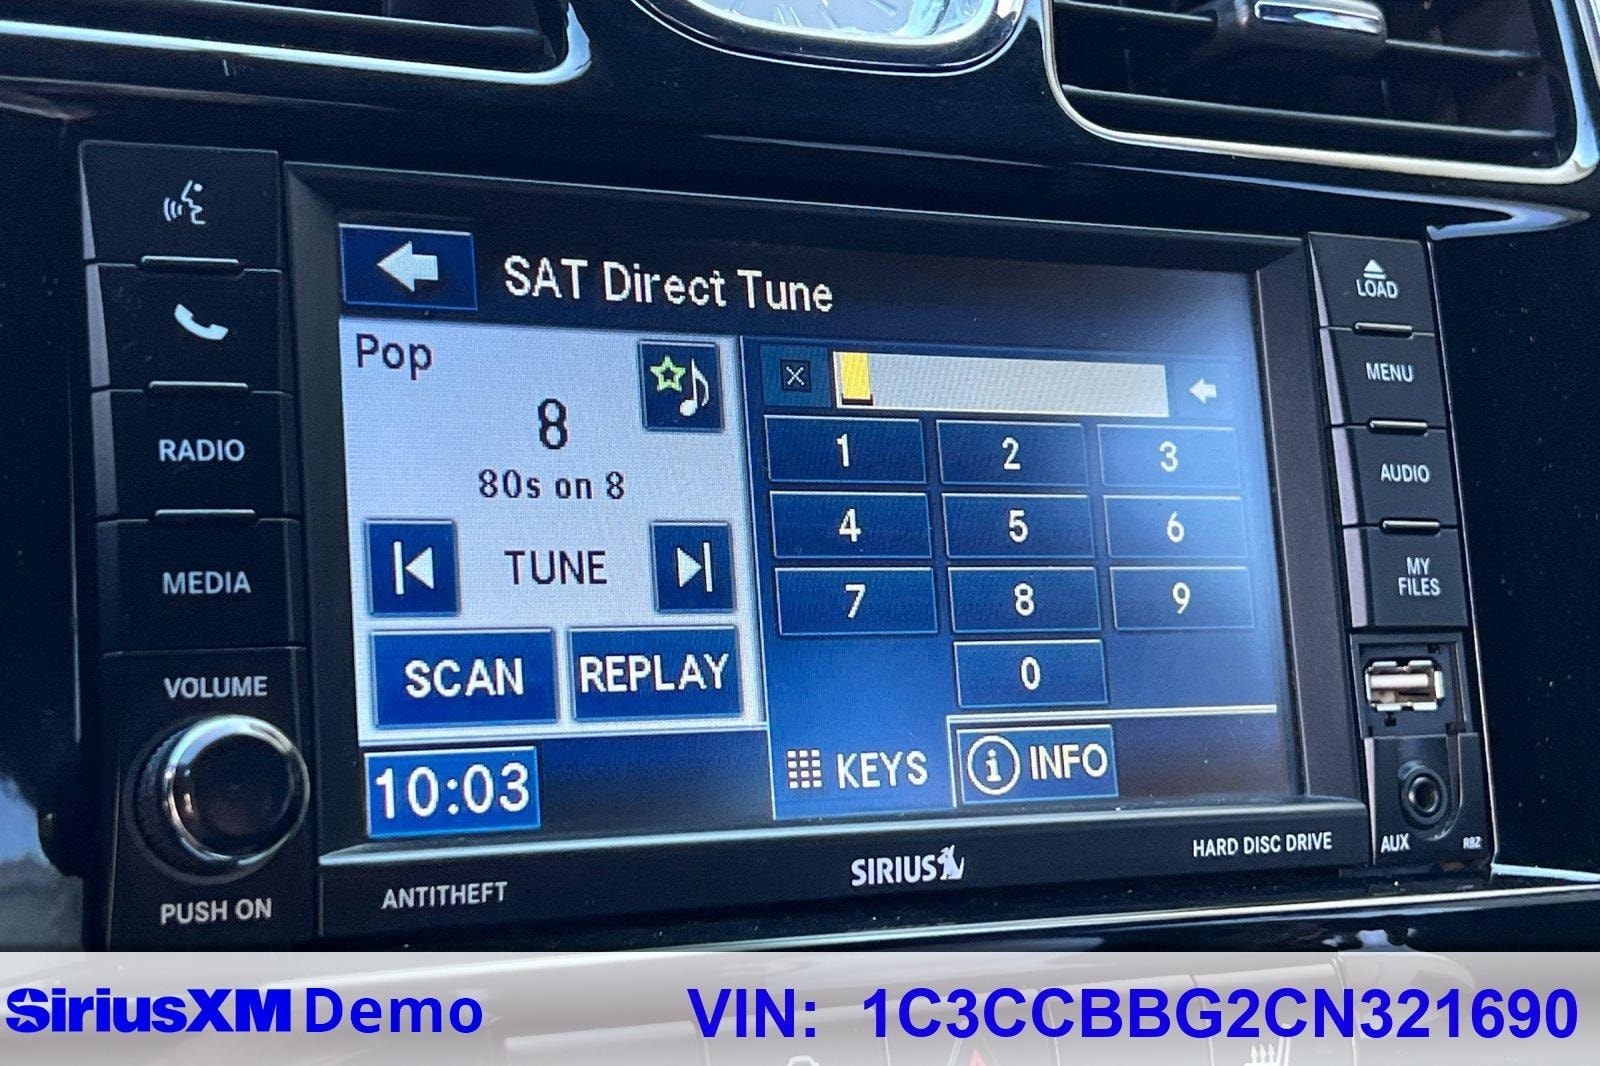 SAT Direct Tune
Pop
8
80s on 8
TUNE
SCAN
REPLAY
10:03
1 2 3
4 5 6
7 8 9
0
KEYS
INFO
RADIO
MEDIA
VOLUME
PUSH ON
LOAD
MENU
AUDIO
MY
FILES
AUX
RBZ
ANTITHEFT
SIRIUS
HARD DISC DRIVE
SiriusXM Demo
VIN: 1C3CCBBG2CN321690